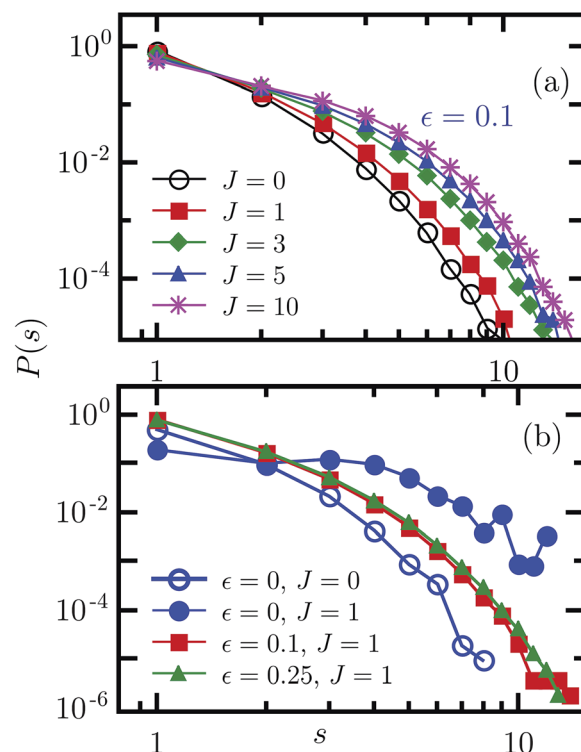 10^0
(a)
ϵ = 0.1
10^-2
J = 0
J = 1
J = 3
10^-4
J = 5
J = 10
P(s)
1 10
10^0
(b)
10^-2
ϵ = 0, J = 0
ϵ = 0, J = 1
10^-4
ϵ = 0.1, J = 1
ϵ = 0.25, J = 1
10^-6
1 s 10